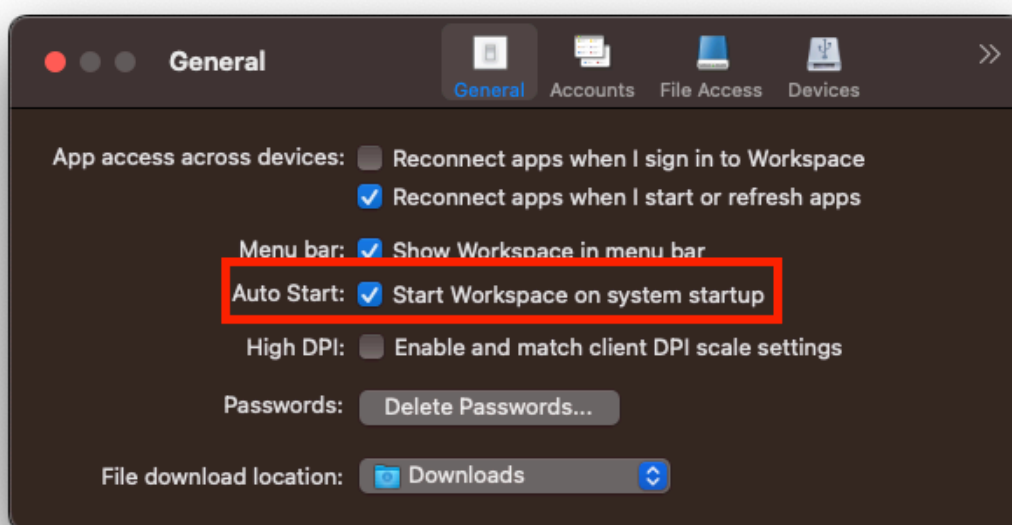 General
General Accounts File Access Devices
App access across devices: Reconnect apps when I sign in to Workspace
Reconnect apps when I start or refresh apps
Menu bar: Show Workspace in menu bar
Auto Start: Start Workspace on system startup
High DPI: Enable and match client DPI scale settings
Passwords: Delete Passwords...
File download location: Downloads